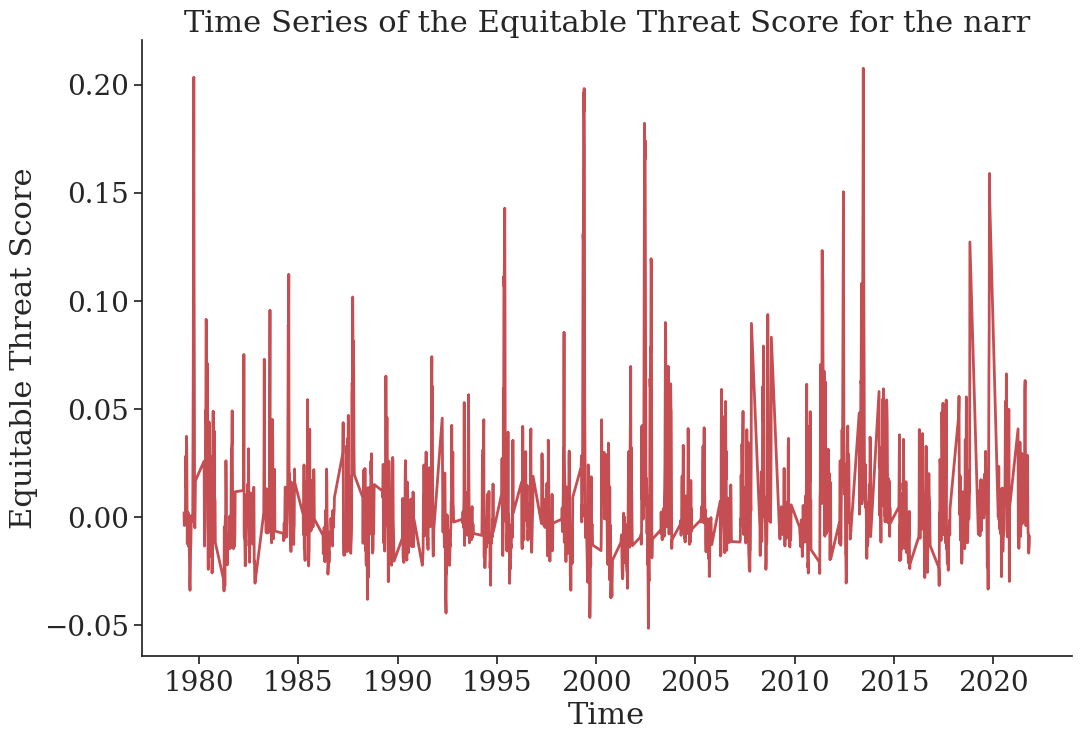 Time Series of the Equitable Threat Score for the narr
Equitable Threat Score
0.20
0.15
0.10
0.05
0.00
−0.05
1980 1985 1990 1995 2000 2005 2010 2015 2020
Time